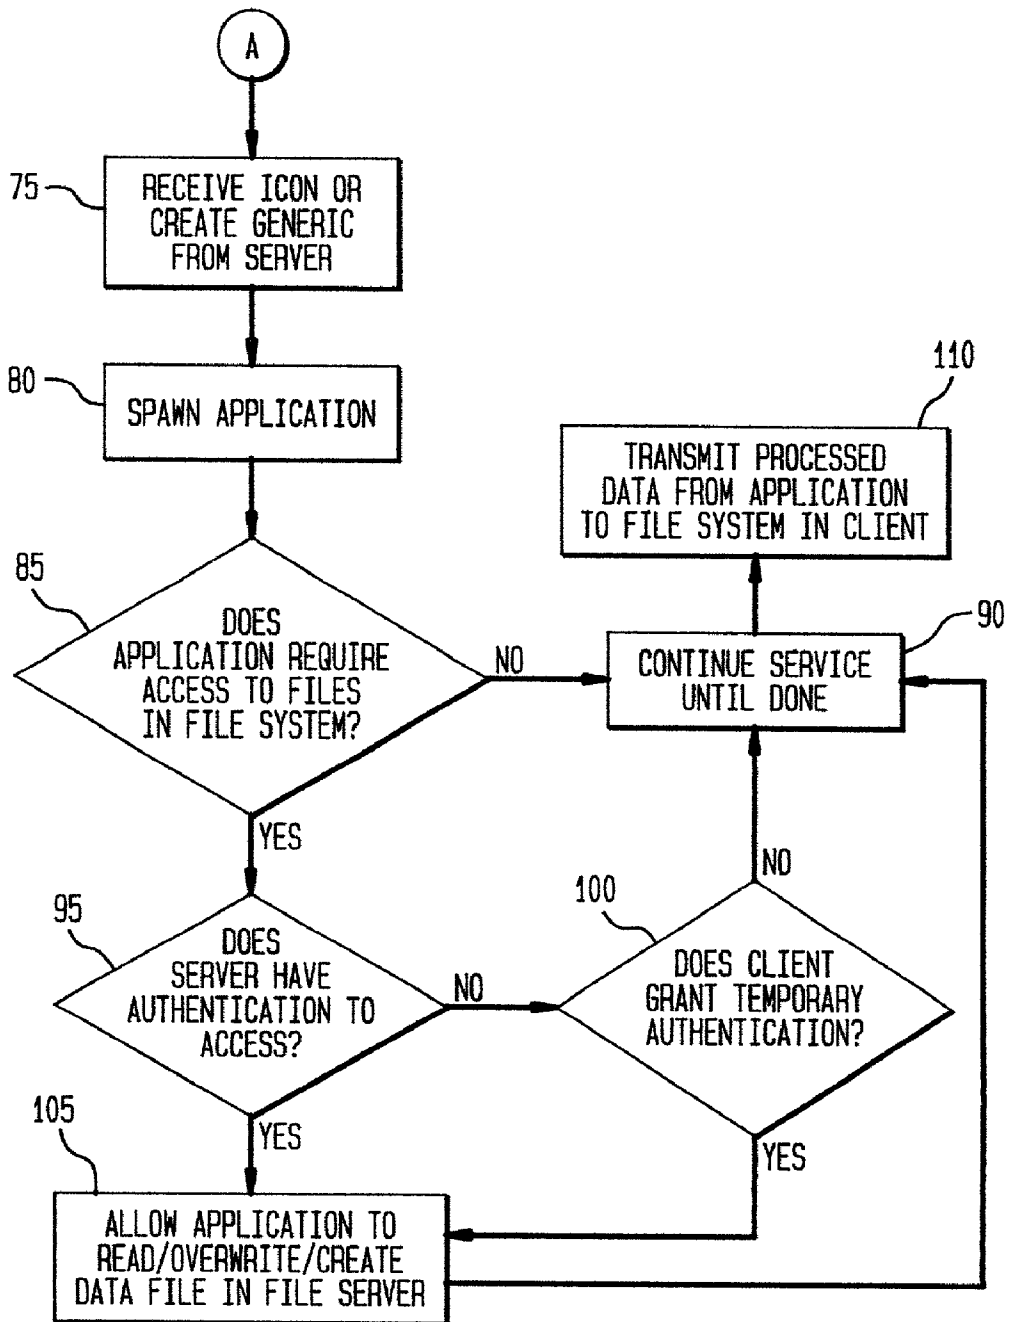 A
75
RECEIVE ICON OR
CREATE GENERIC
FROM SERVER
80
SPAWN APPLICATION
110
TRANSMIT PROCESSED
DATA FROM APPLICATION
TO FILE SYSTEM IN CLIENT
85
DOES
APPLICATION REQUIRE
ACCESS TO FILES
IN FILE SYSTEM?
NO
YES
90
CONTINUE SERVICE
UNTIL DONE
95
DOES
SERVER HAVE
AUTHENTICATION TO
ACCESS?
NO
YES
100
DOES CLIENT
GRANT TEMPORARY
AUTHENTICATION?
NO
YES
105
ALLOW APPLICATION TO
READ/OVERWRITE/CREATE
DATA FILE IN FILE SERVER